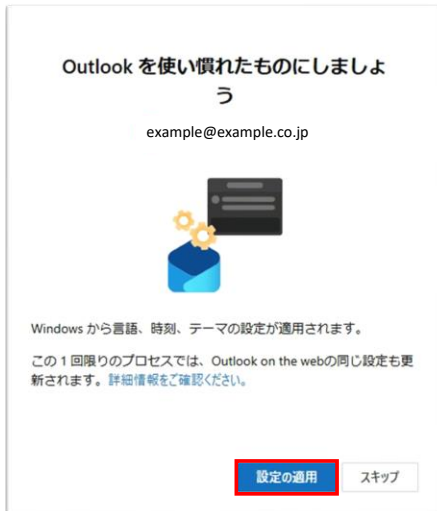 Outlook を使い慣れたものにしましょ
う
example@example.co.jp
Windows から言語、時刻、テーマの設定が適用されます。
この 1 回限りのプロセスでは、Outlook on the webの同じ設定も更
新されます。詳細情報をご確認ください。
設定の適用
スキップ